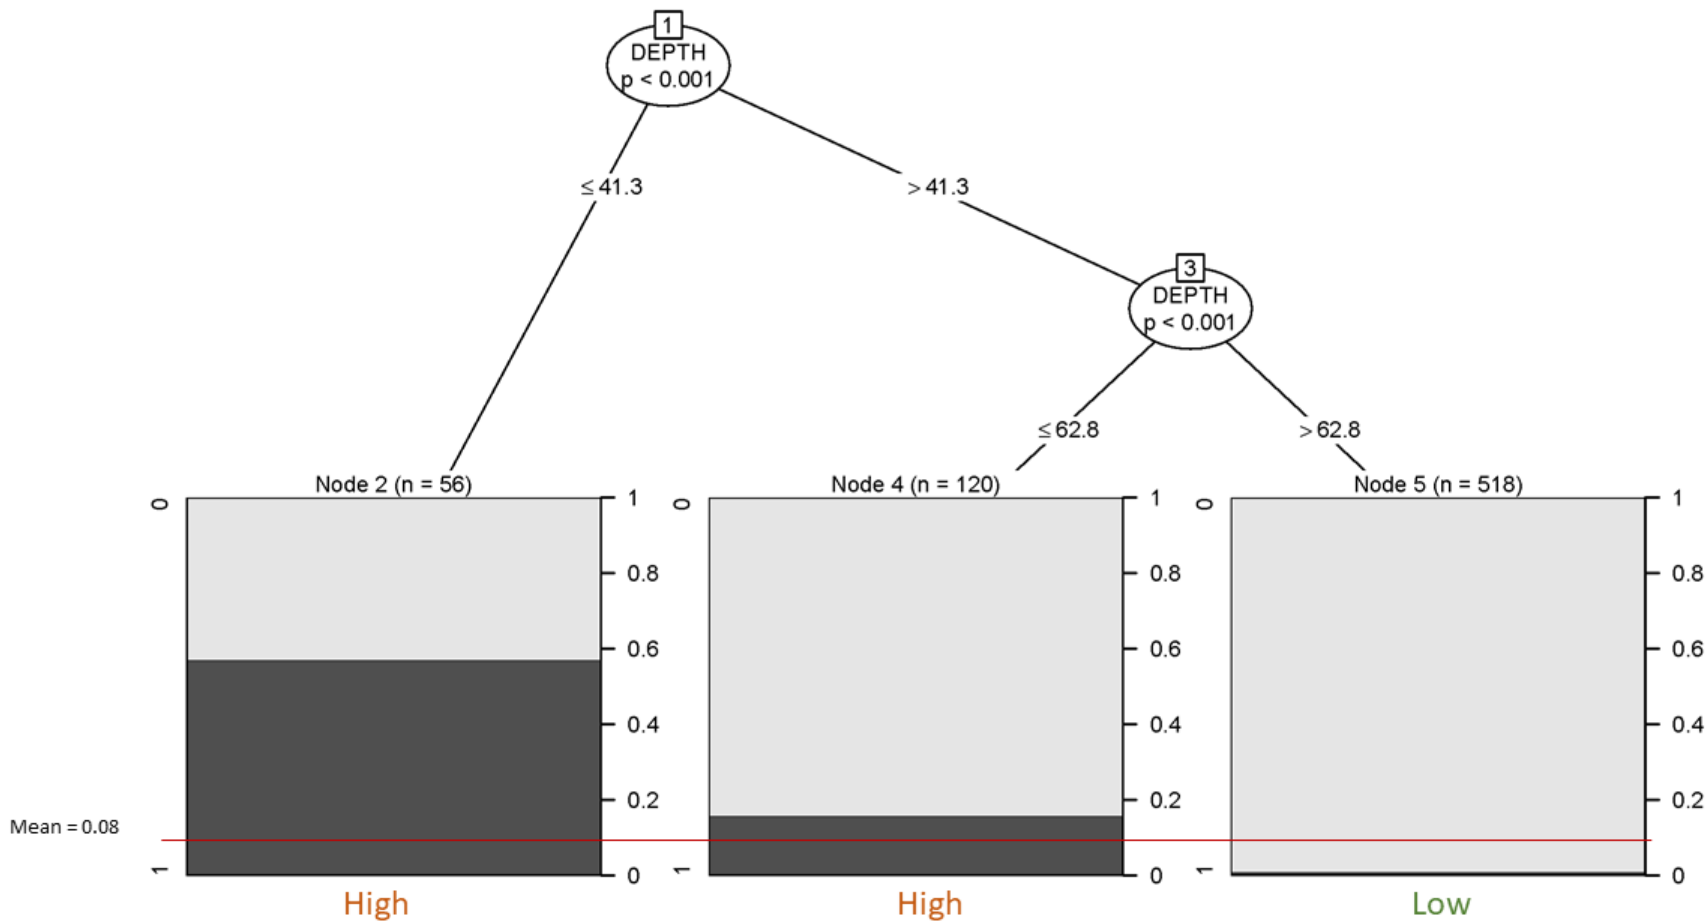 1
DEPTH
p < 0.001
≤ 41.3
> 41.3
3
DEPTH
p < 0.001
≤ 62.8
> 62.8
Node 2 (n = 56)
0
1
0.8
0.6
0.4
0.2
0
1
Node 4 (n = 120)
0
1
0.8
0.6
0.4
0.2
0
1
Node 5 (n = 518)
0
1
0.8
0.6
0.4
0.2
0
1
Mean = 0.08
High
High
Low